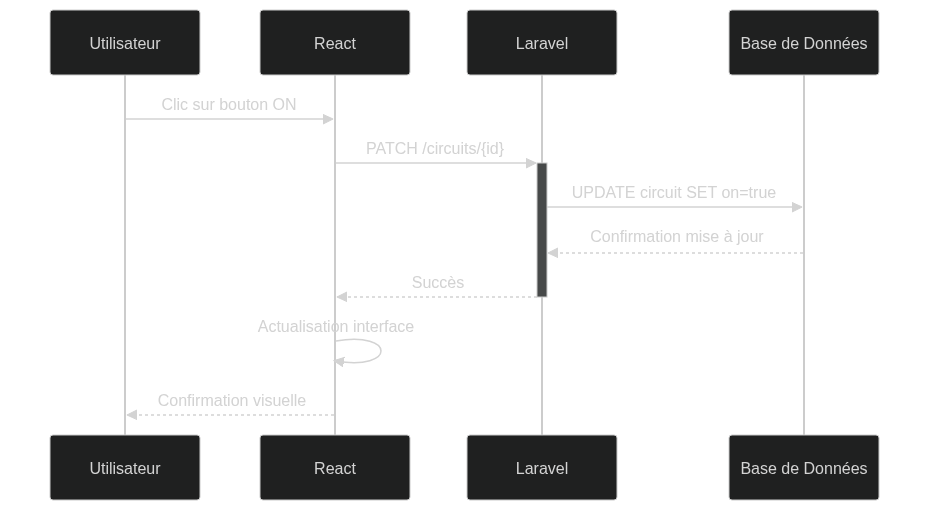 Utilisateur
React
Laravel
Base de Données
Clic sur bouton ON
PATCH /circuits/{id}
UPDATE circuit SET on=true
Confirmation mise à jour
Succès
Actualisation interface
Confirmation visuelle
Utilisateur
React
Laravel
Base de Données